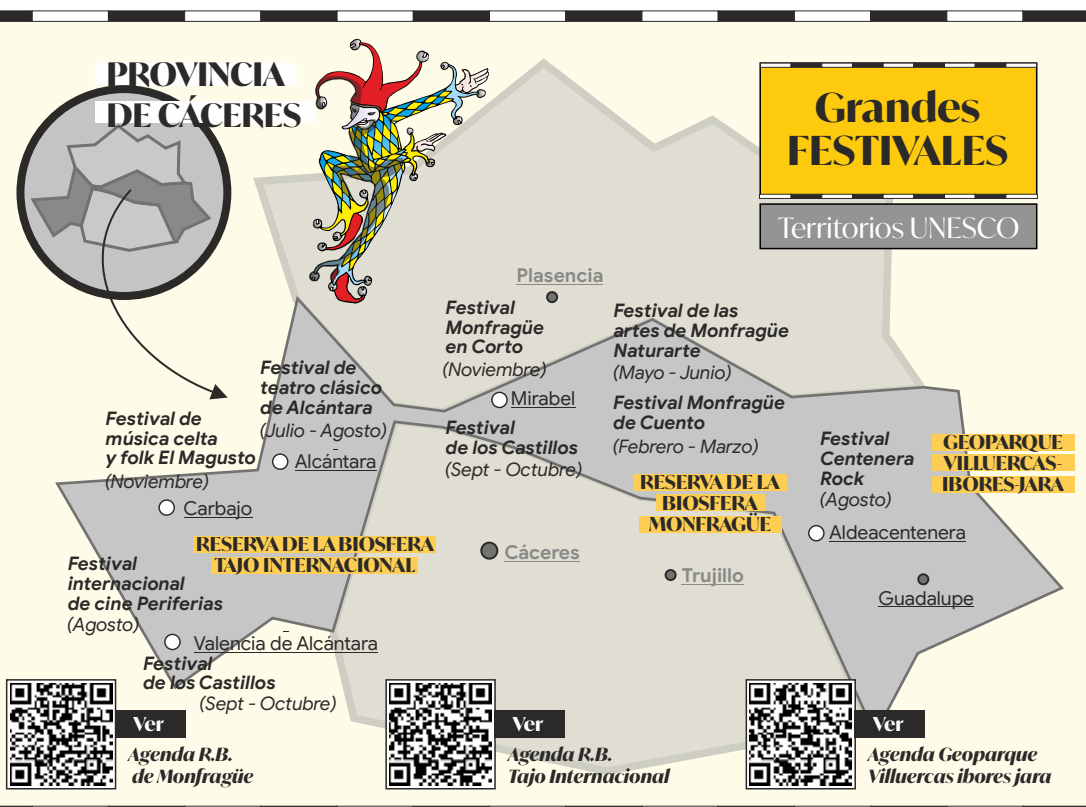 PROVINCIA
DE CÁCERES
Grandes
FESTIVALES
Territorios UNESCO
Plasencia
Festival
Monfragüe
en Corto
(Noviembre)
Mirabel
Festival
de los Castillos
(Sept - Octubre)
Festival de las
artes de Monfragüe
Naturarte
(Mayo - Junio)
Festival Monfragüe
de Cuento
(Febrero - Marzo)
RESERVA DE LA
BIOSFERA
MONFRAGÜE
Festival de
teatro clásico
de Alcántara
(Julio - Agosto)
Alcántara
Festival de
música celta
y folk El Magusto
(Noviembre)
Carbajo
RESERVA DE LA BIOSFERA
TAJO INTERNACIONAL
Festival
internacional
de cine Periferias
(Agosto)
Valencia de Alcántara
Festival
de los Castillos
(Sept - Octubre)
Cáceres
Trujillo
Festival
Centenera
Rock
(Agosto)
Aldeacentenera
GEOPARQUE
VILLUERCAS-
IBORES-JARA
Guadalupe
Ver
Agenda R.B.
de Monfragüe
Ver
Agenda R.B.
Tajo Internacional
Ver
Agenda Geoparque
Villuercas ibores jara